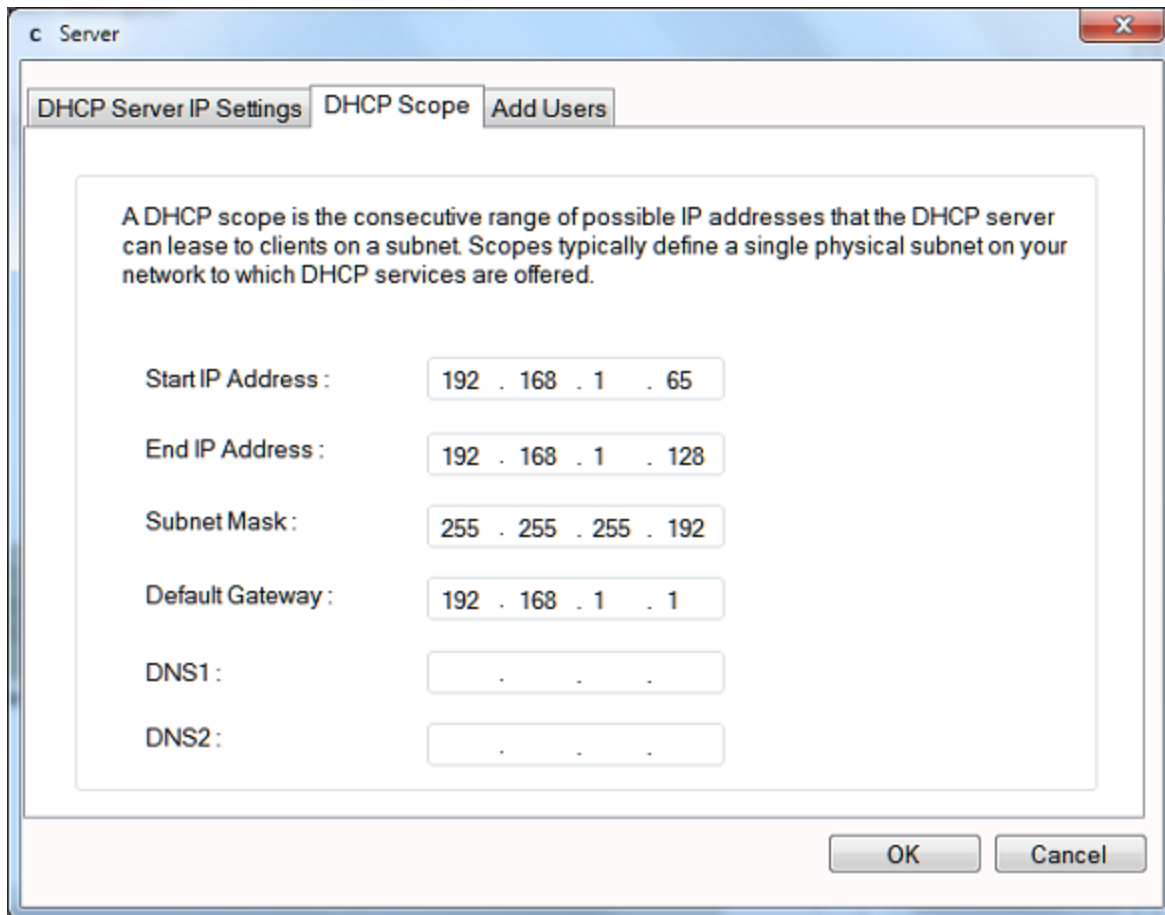 c Server
DHCP Server IP Settings DHCP Scope Add Users
A DHCP scope is the consecutive range of possible IP addresses that the DHCP server
can lease to clients on a subnet. Scopes typically define a single physical subnet on your
network to which DHCP services are offered.
Start IP Address : 192 . 168 . 1 . 65
End IP Address : 192 . 168 . 1 . 128
Subnet Mask : 255 . 255 . 255 . 192
Default Gateway : 192 . 168 . 1 . 1
DNS1 : . . .
DNS2 : . . .
OK Cancel